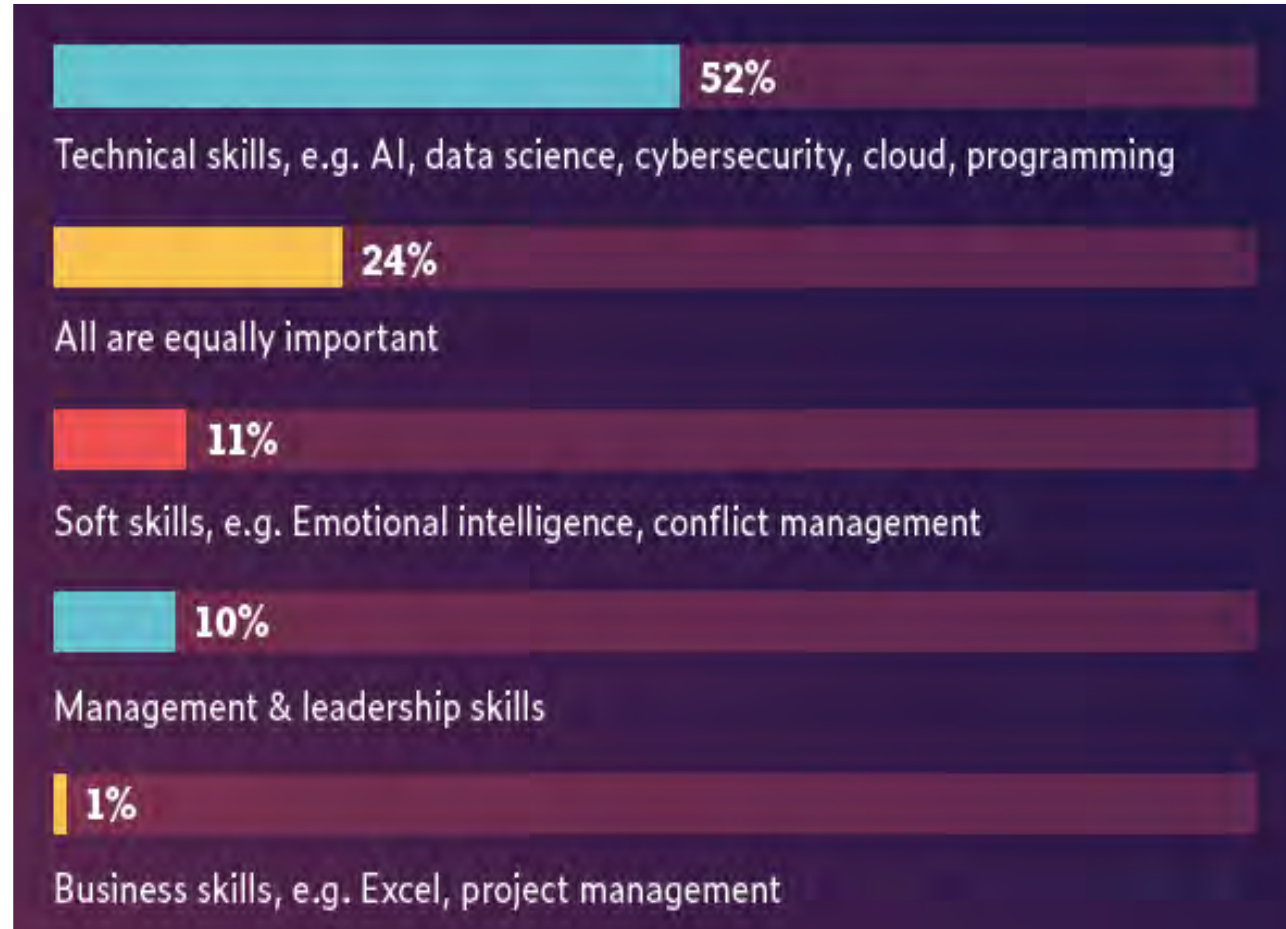 52%
Technical skills, e.g. AI, data science, cybersecurity, cloud, programming
24%
All are equally important
11%
Soft skills, e.g. Emotional intelligence, conflict management
10%
Management & leadership skills
1%
Business skills, e.g. Excel, project management